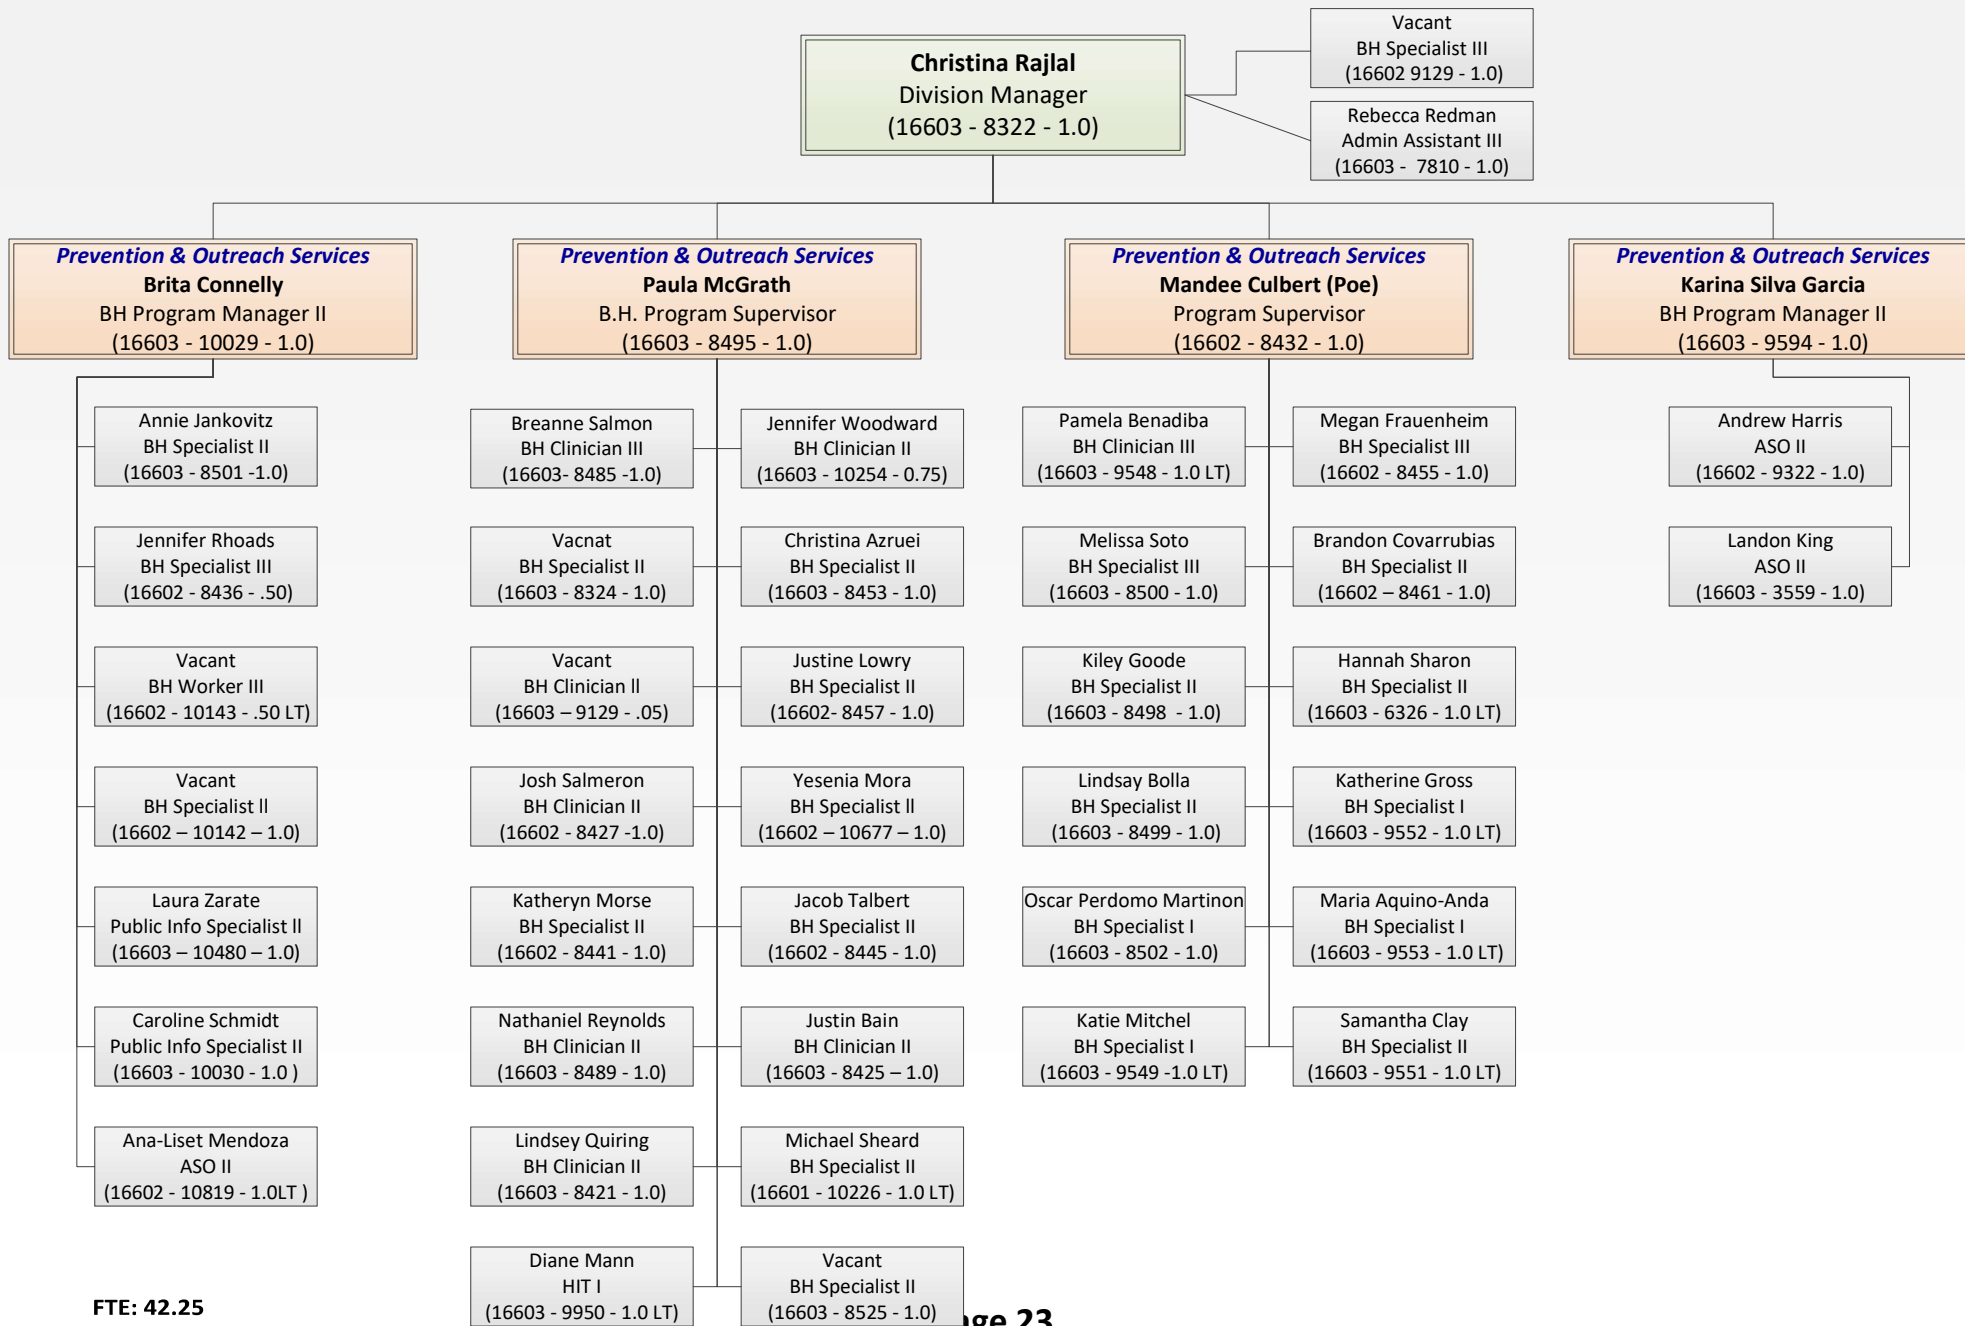 Christina Rajlal
Division Manager
(16603 - 8322 - 1.0)
Vacant
BH Specialist III
(16602 9129 - 1.0)
Rebecca Redman
Admin Assistant III
(16603 -  7810 - 1.0)
Prevention & Outreach Services
Brita Connelly
BH Program Manager II
(16603 - 10029 - 1.0)
Prevention & Outreach Services
Paula McGrath
B.H. Program Supervisor
(16603 - 8495 - 1.0)
Prevention & Outreach Services
Mandee Culbert (Poe)
Program Supervisor
(16602 - 8432 - 1.0)
Prevention & Outreach Services
Karina Silva Garcia
BH Program Manager II
(16603 - 9594 - 1.0)
Annie Jankovitz
BH Specialist II
(16603 - 8501 -1.0)
Jennifer Rhoads
BH Specialist III
(16602 - 8436 - .50)
Vacant
BH Worker III
(16602 - 10143 - .50 LT)
Vacant
BH Specialist ll
(16602 – 10142 – 1.0)
Laura Zarate
Public Info Specialist ll
(16603 – 10480 – 1.0)
Caroline Schmidt
Public Info Specialist II
(16603 - 10030 - 1.0 )
Ana-Liset Mendoza
ASO II
(16602 - 10819 - 1.0LT )
Breanne Salmon
BH Clinician III
(16603- 8485 -1.0)
Jennifer Woodward
BH Clinician II
(16603 - 10254 - 0.75)
Vacnat
BH Specialist II
(16603 - 8324 - 1.0)
Christina Azruei
BH Specialist II
(16603 - 8453 - 1.0)
Vacant
BH Clinician ll
(16603 – 9129 - .05)
Justine Lowry
BH Specialist II
(16602- 8457 - 1.0)
Josh Salmeron
BH Clinician II
(16602 - 8427 -1.0)
Yesenia Mora
BH Specialist ll
(16602 – 10677 – 1.0)
Katheryn Morse
BH Specialist II
(16602 - 8441 - 1.0)
Jacob Talbert
BH Specialist II
(16602 - 8445 - 1.0)
Nathaniel Reynolds
BH Clinician II
(16603 - 8489 - 1.0)
Justin Bain
BH Clinician II
(16603 - 8425 – 1.0)
Lindsey Quiring
BH Clinician II
(16603 - 8421 - 1.0)
Michael Sheard
BH Specialist II
(16601 - 10226 - 1.0 LT)
Diane Mann
HIT I
(16603 - 9950 - 1.0 LT)
Vacant
BH Specialist II
(16603 - 8525 - 1.0)
Pamela Benadiba
BH Clinician III
(16603 - 9548 - 1.0 LT)
Megan Frauenheim
BH Specialist III
(16602 - 8455 - 1.0)
Melissa Soto
BH Specialist III
(16603 - 8500 - 1.0)
Brandon Covarrubias
BH Specialist II
(16602 – 8461 - 1.0)
Kiley Goode
BH Specialist II
(16603 - 8498  - 1.0)
Hannah Sharon
BH Specialist II
(16603 - 6326 - 1.0 LT)
Lindsay Bolla
BH Specialist II
(16603 - 8499 - 1.0)
Katherine Gross
BH Specialist I
(16603 - 9552 - 1.0 LT)
Oscar Perdomo Martinon
BH Specialist I
(16603 - 8502 - 1.0)
Maria Aquino-Anda
BH Specialist I
(16603 - 9553 - 1.0 LT)
Katie Mitchel
BH Specialist I
(16603 - 9549 -1.0 LT)
Samantha Clay
BH Specialist II
(16603 - 9551 - 1.0 LT)
Andrew Harris
ASO II
(16602 - 9322 - 1.0)
Landon King
ASO II
(16603 - 3559 - 1.0)
FTE: 42.25
23